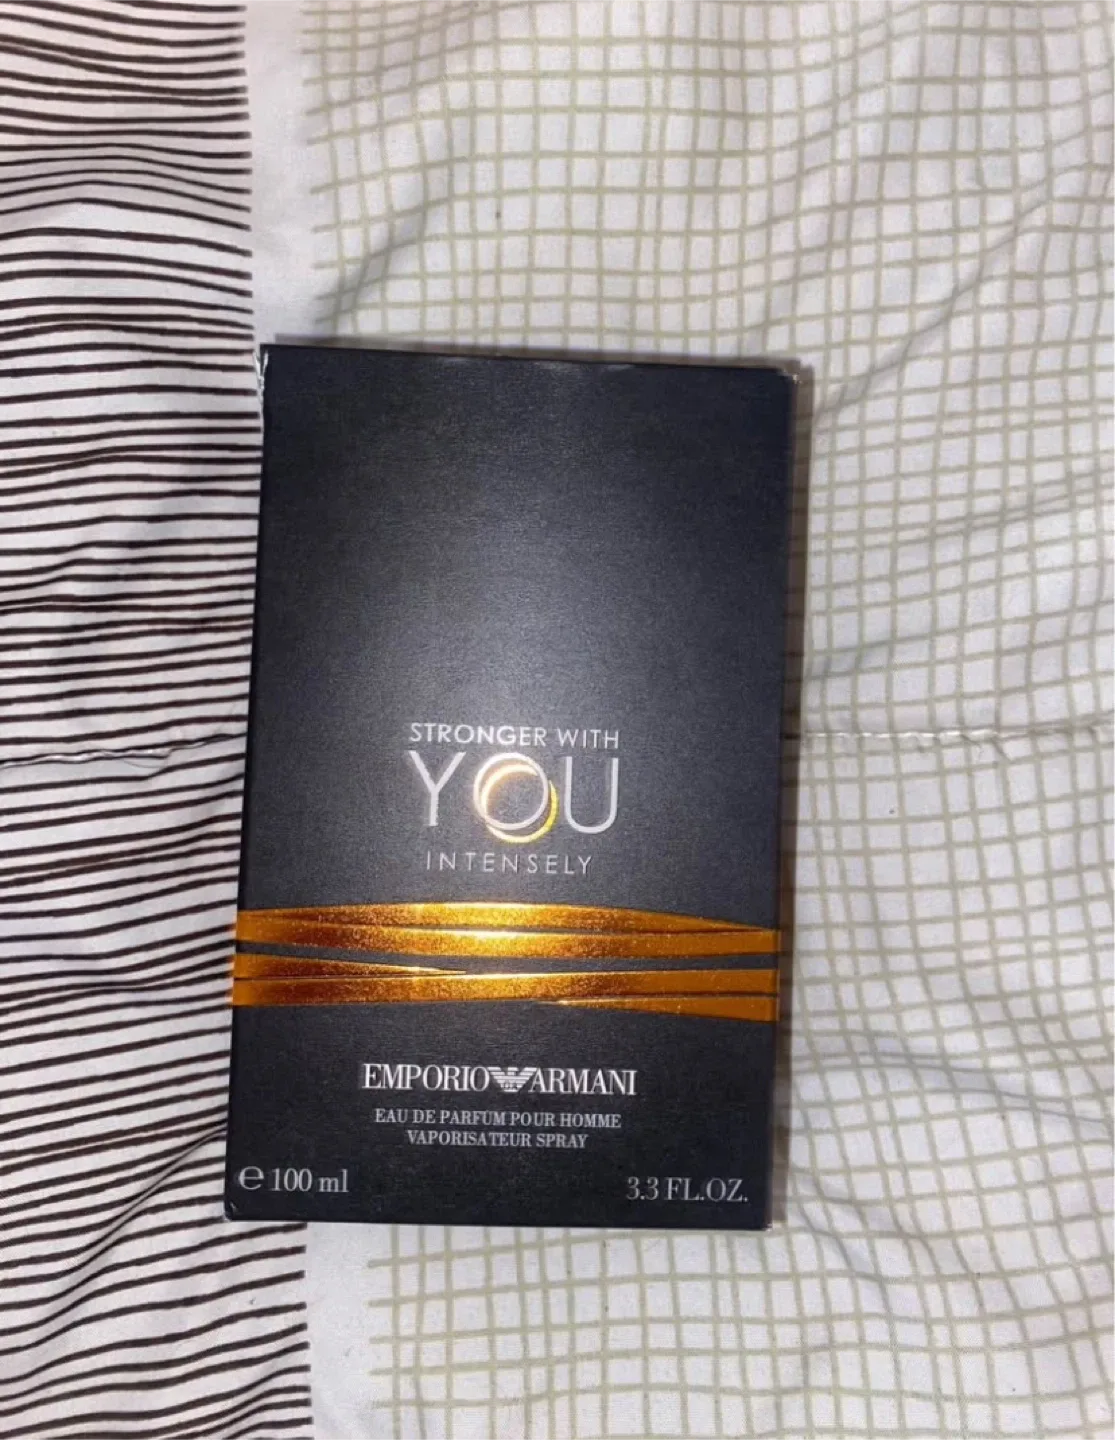 STRONGER WITH
YOU
INTENSELY
EMPORIO ARMANI
EAU DE PARFUM POUR HOMME
VAPORISATEUR SPRAY
℮ 100 ml
3.3 FL.OZ.